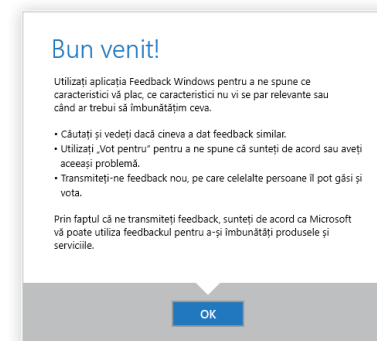 Bun venit!
Utilizați aplicația Feedback Windows pentru a ne spune ce
caracteristici vă plac, ce caracteristici nu vi se par relevante sau
când ar trebui să îmbunătățim ceva.
• Căutați și vedeți dacă cineva a dat feedback similar.
• Utilizați „Vot pentru” pentru a ne spune că sunteți de acord sau aveți
aceeași problemă.
• Transmiteți-ne feedback nou, pe care celelalte persoane îl pot găsi și
vota.
Prin faptul că ne transmiteți feedback, sunteți de acord ca Microsoft
vă poate utiliza feedbackul pentru a-și îmbunătăți produsele și
serviciile.
OK